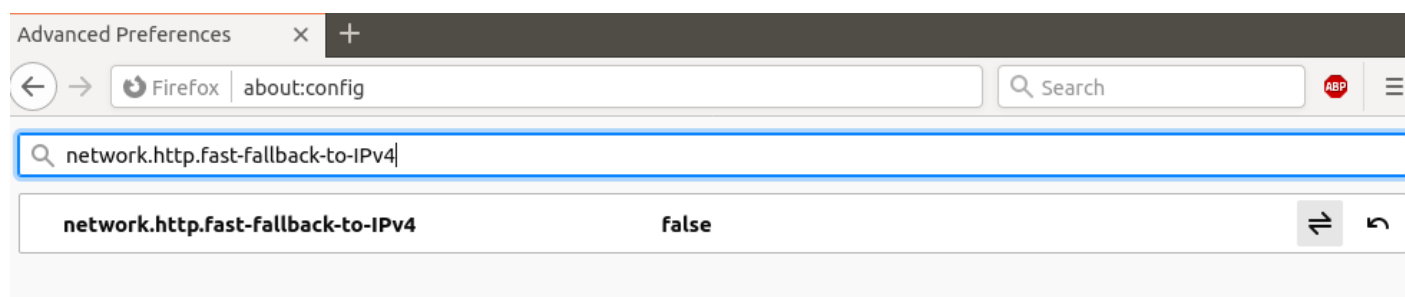 Advanced Preferences
Firefox about:config Search ABP
network.http.fast-fallback-to-IPv4
network.http.fast-fallback-to-IPv4 false